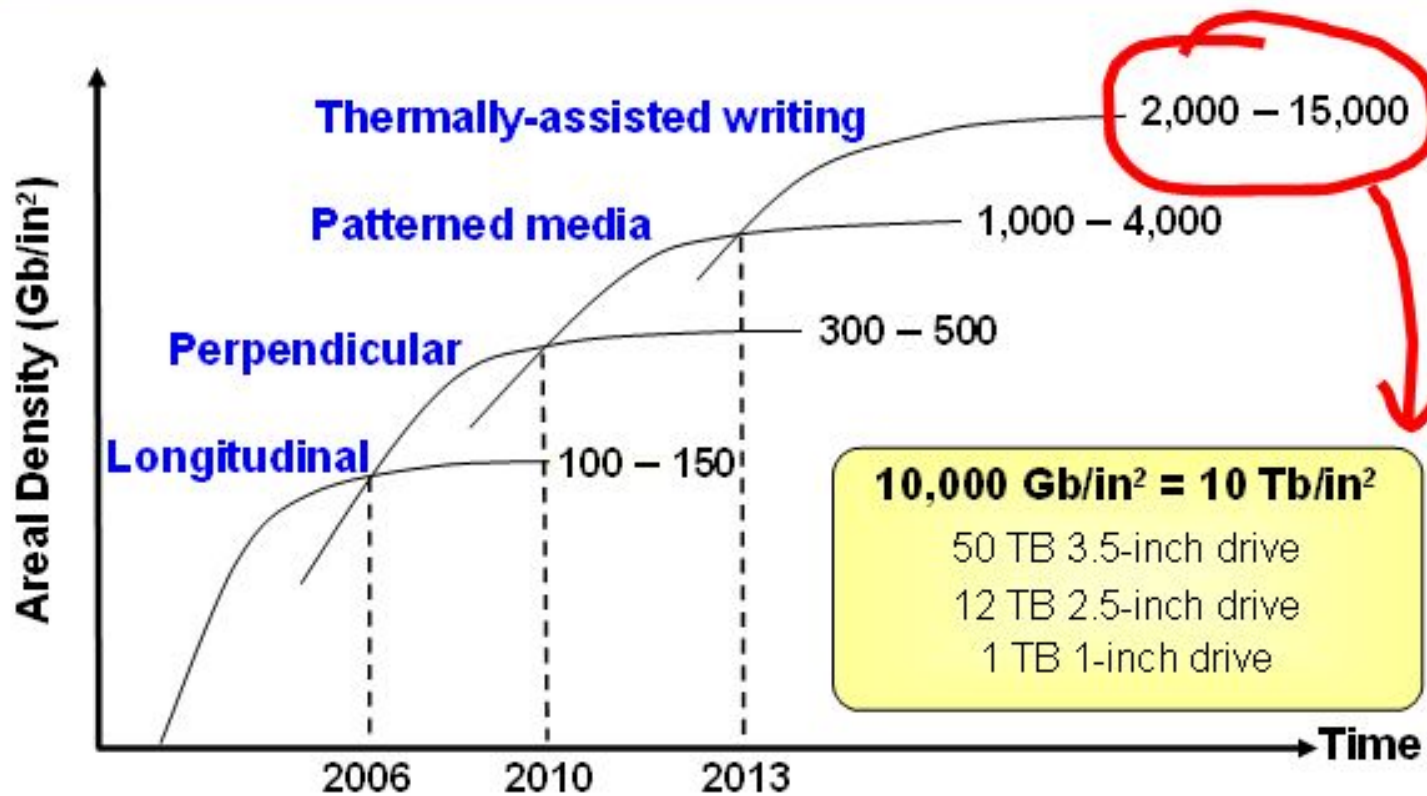 Thermally-assisted writing
2,000 – 15,000
Patterned media
1,000 – 4,000
Perpendicular
300 – 500
Longitudinal
100 – 150
Areal Density (Gb/in²)
10,000 Gb/in² = 10 Tb/in²
50 TB 3.5-inch drive
12 TB 2.5-inch drive
1 TB 1-inch drive
Time
2006
2010
2013